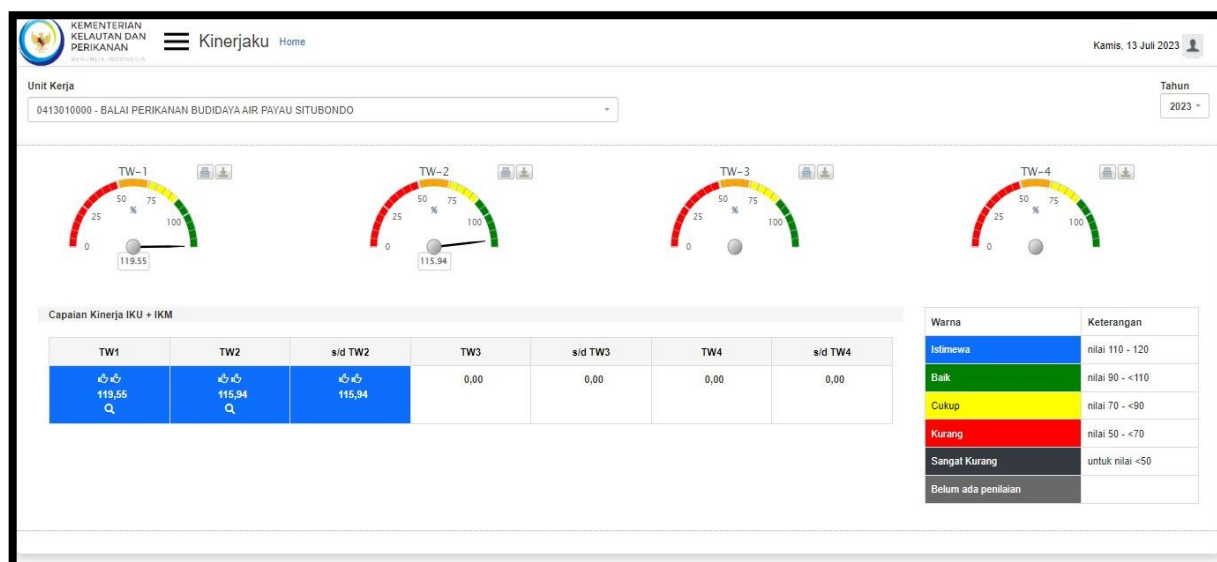 KEMENTERIAN
KELAUTAN DAN
PERIKANAN
REPUBLIK INDONESIA
Kinerjaku Home
Kamis, 13 Juli 2023
Unit Kerja
Tahun
0413010000 - BALAI PERIKANAN BUDIDAYA AIR PAYAU SITUBONDO
2023
TW-1
0 25 50 75 100
%
119.55
TW-2
0 25 50 75 100
%
115.94
TW-3
0 25 50 75 100
%
TW-4
0 25 50 75 100
%
Capaian Kinerja IKU + IKM
TW1 TW2 s/d TW2 TW3 s/d TW3 TW4 s/d TW4
119,55 115,94 115,94 0,00 0,00 0,00 0,00
Warna Keterangan
Istimewa nilai 110 - 120
Baik nilai 90 - <110
Cukup nilai 70 - <90
Kurang nilai 50 - <70
Sangat Kurang untuk nilai <50
Belum ada penilaian